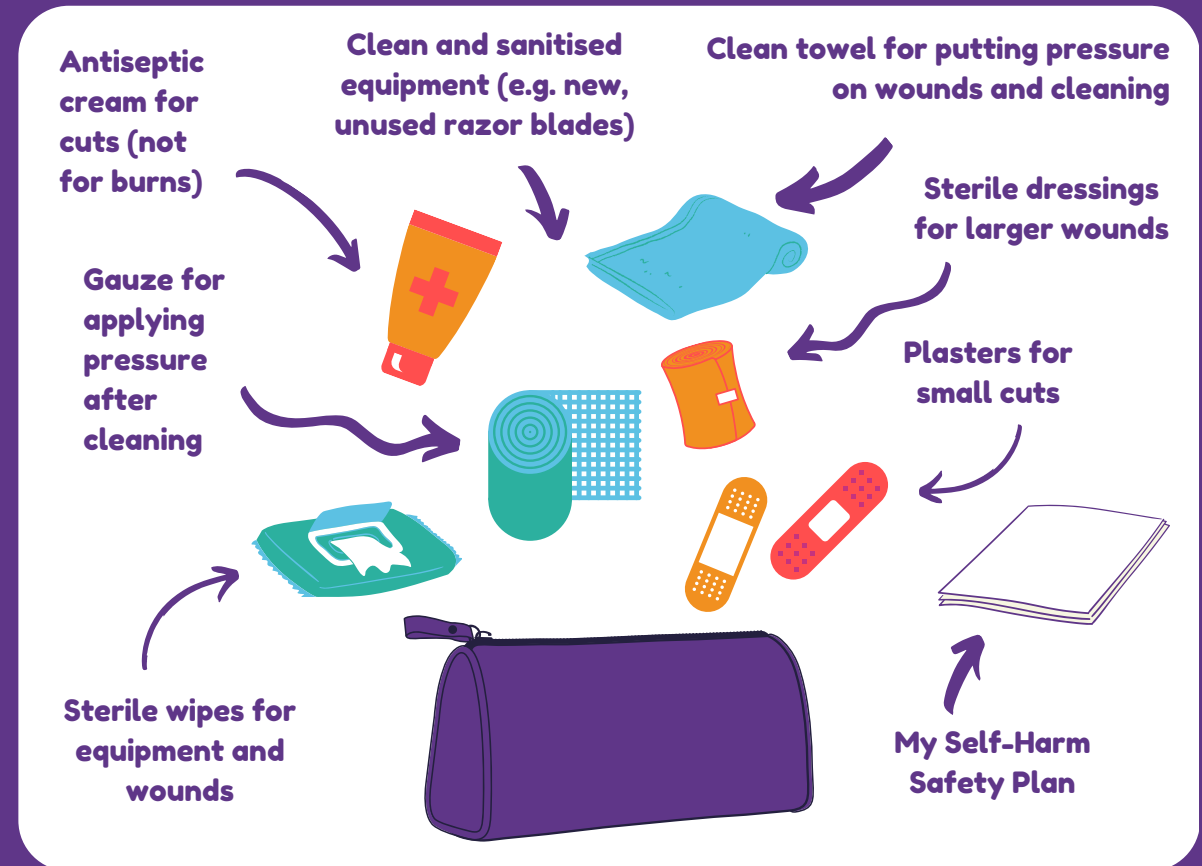 Antiseptic
cream for
cuts (not
for burns)
Clean and sanitised
equipment (e.g. new,
unused razor blades)
Clean towel for putting pressure
on wounds and cleaning
Sterile dressings
for larger wounds
Gauze for
applying
pressure
after
cleaning
Plasters for
small cuts
Sterile wipes for
equipment and
wounds
My Self-Harm
Safety Plan